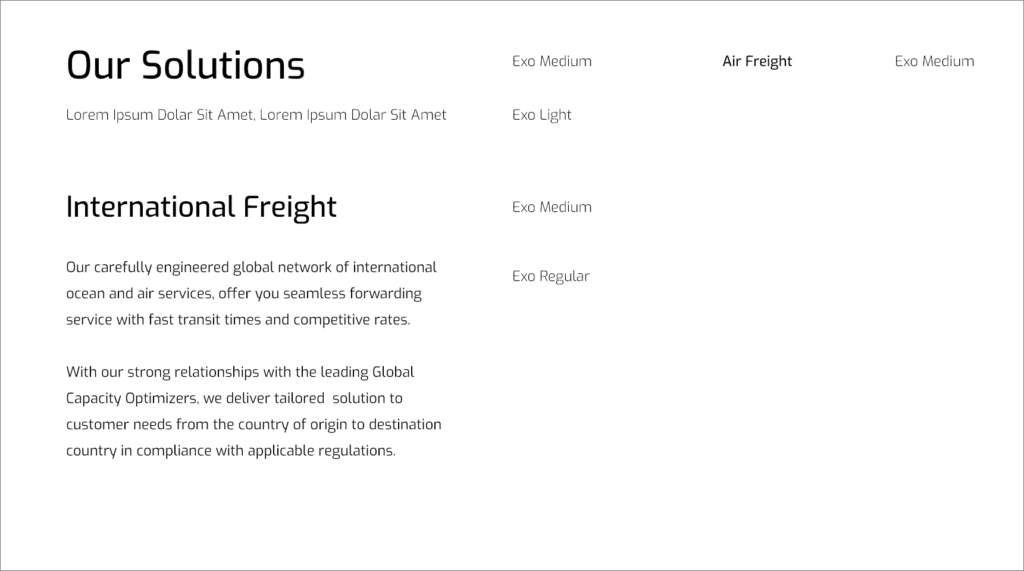 Our Solutions
Exo Medium
Air Freight
Exo Medium
Lorem Ipsum Dolar Sit Amet, Lorem Ipsum Dolar Sit Amet
Exo Light
International Freight
Exo Medium
Our carefully engineered global network of international
ocean and air services, offer you seamless forwarding
service with fast transit times and competitive rates.
Exo Regular
With our strong relationships with the leading Global
Capacity Optimizers, we deliver tailored  solution to
customer needs from the country of origin to destination
country in compliance with applicable regulations.